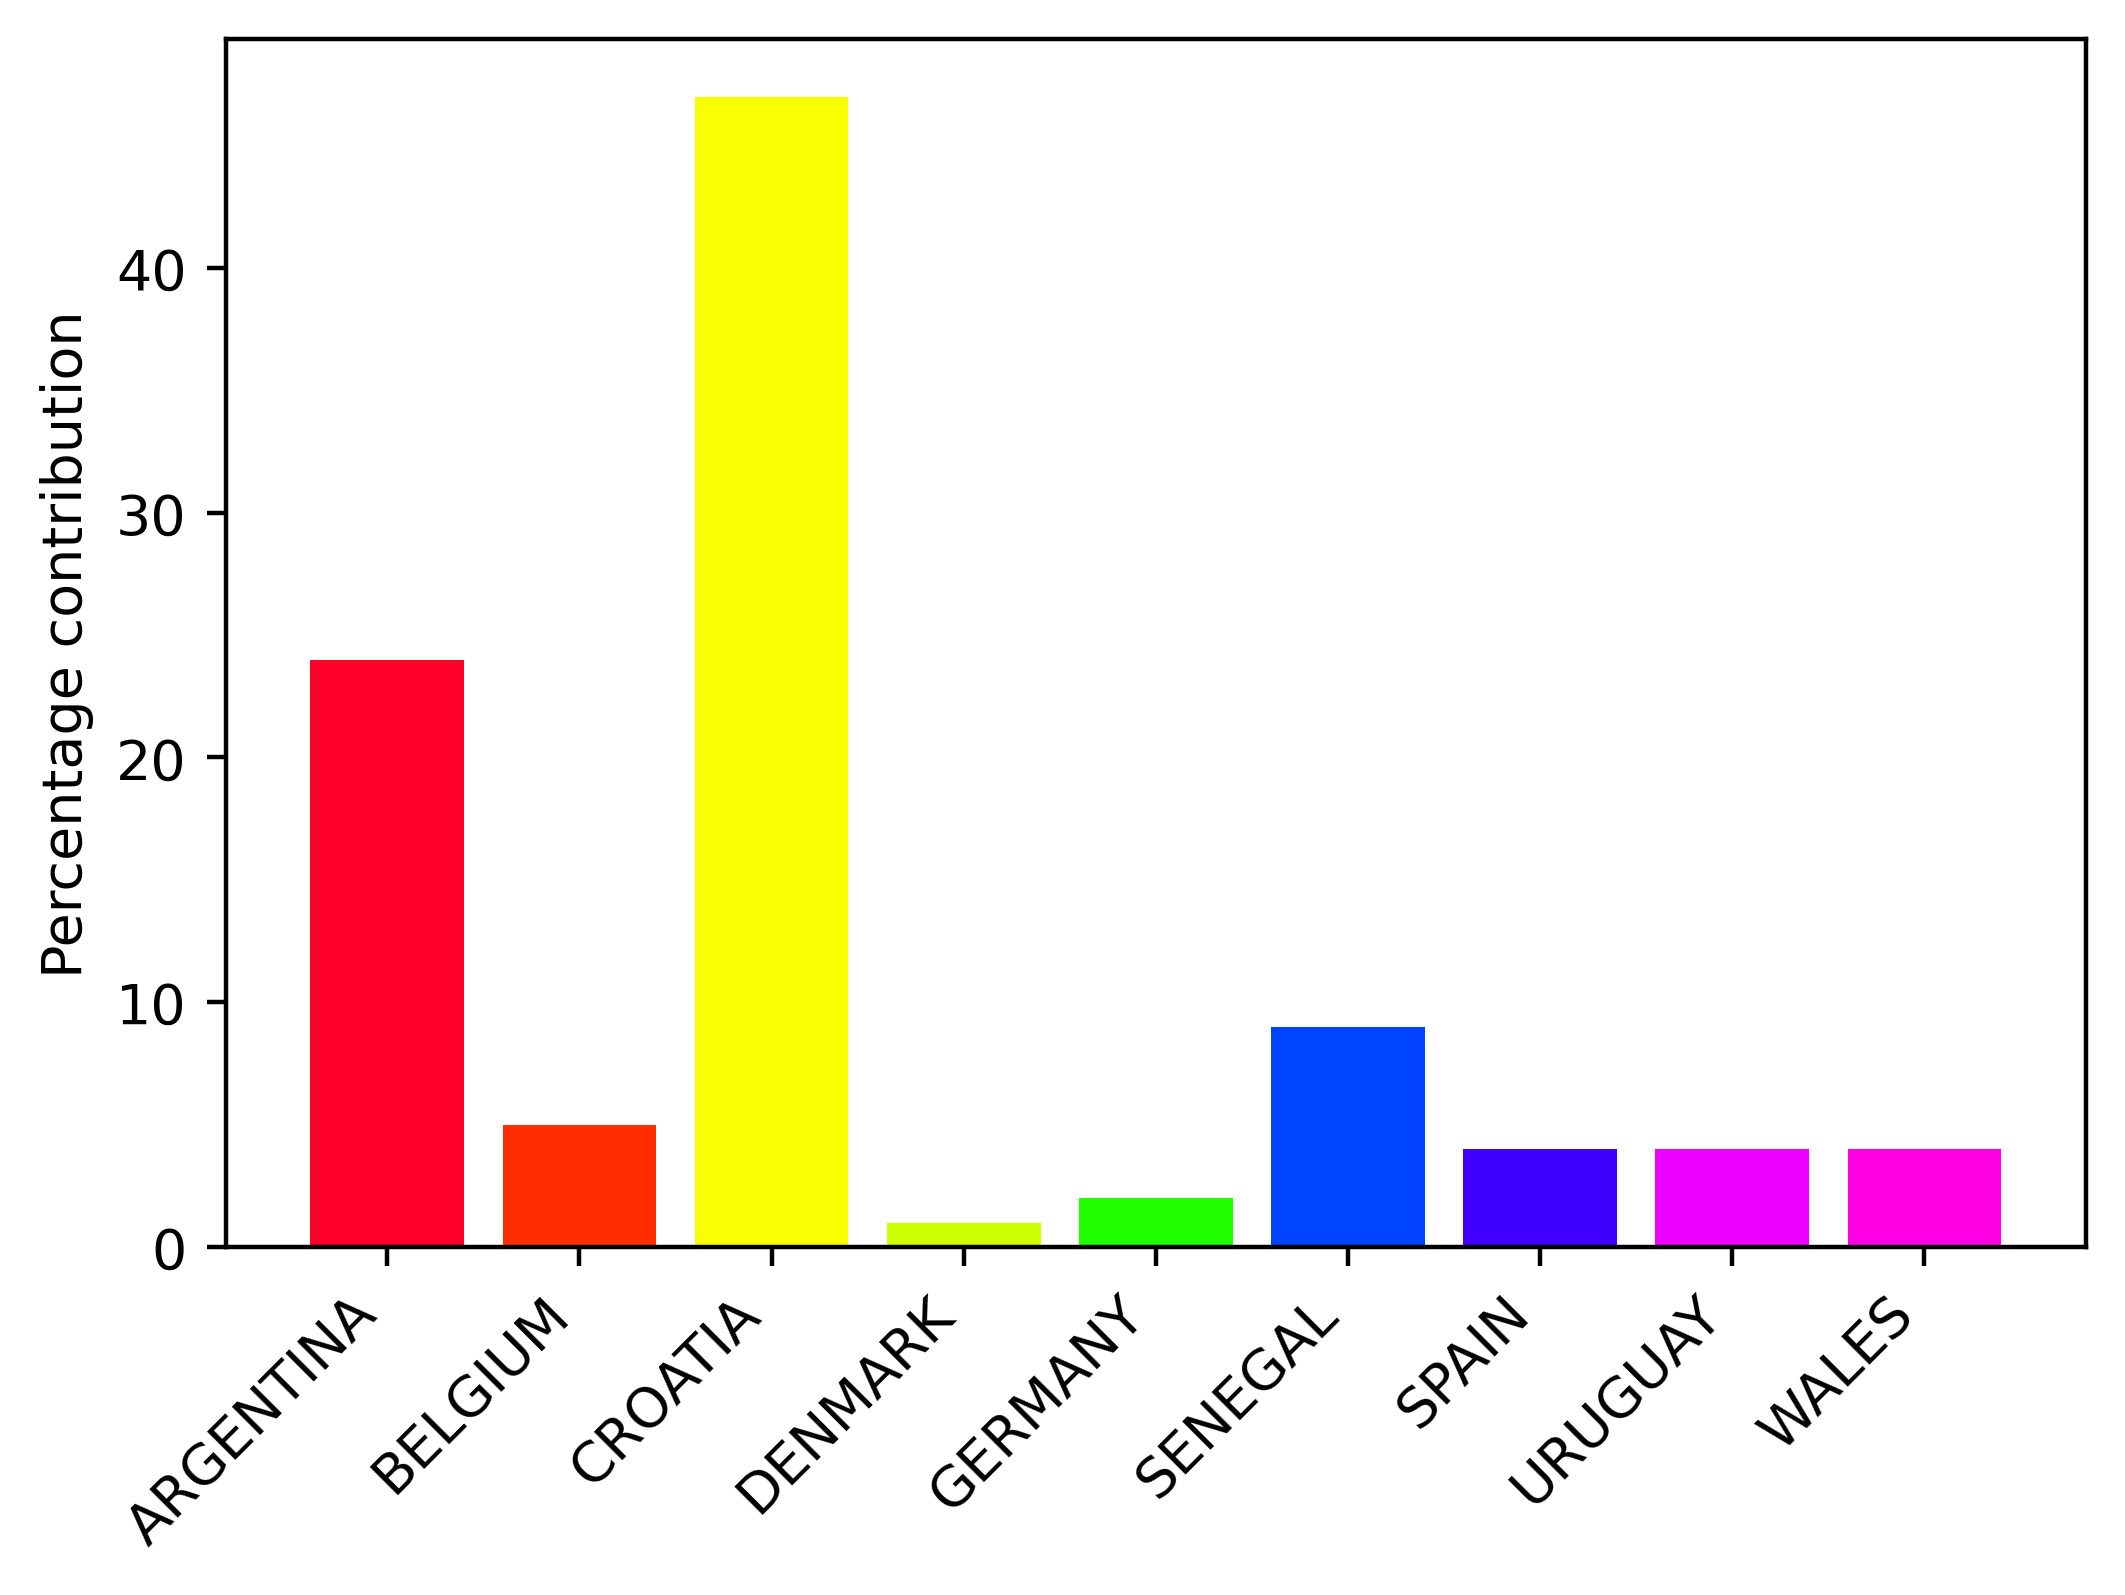 Percentage contribution
40
30
20
10
0
ARGENTINA
BELGIUM
CROATIA
DENMARK
GERMANY
SENEGAL
SPAIN
URUGUAY
WALES